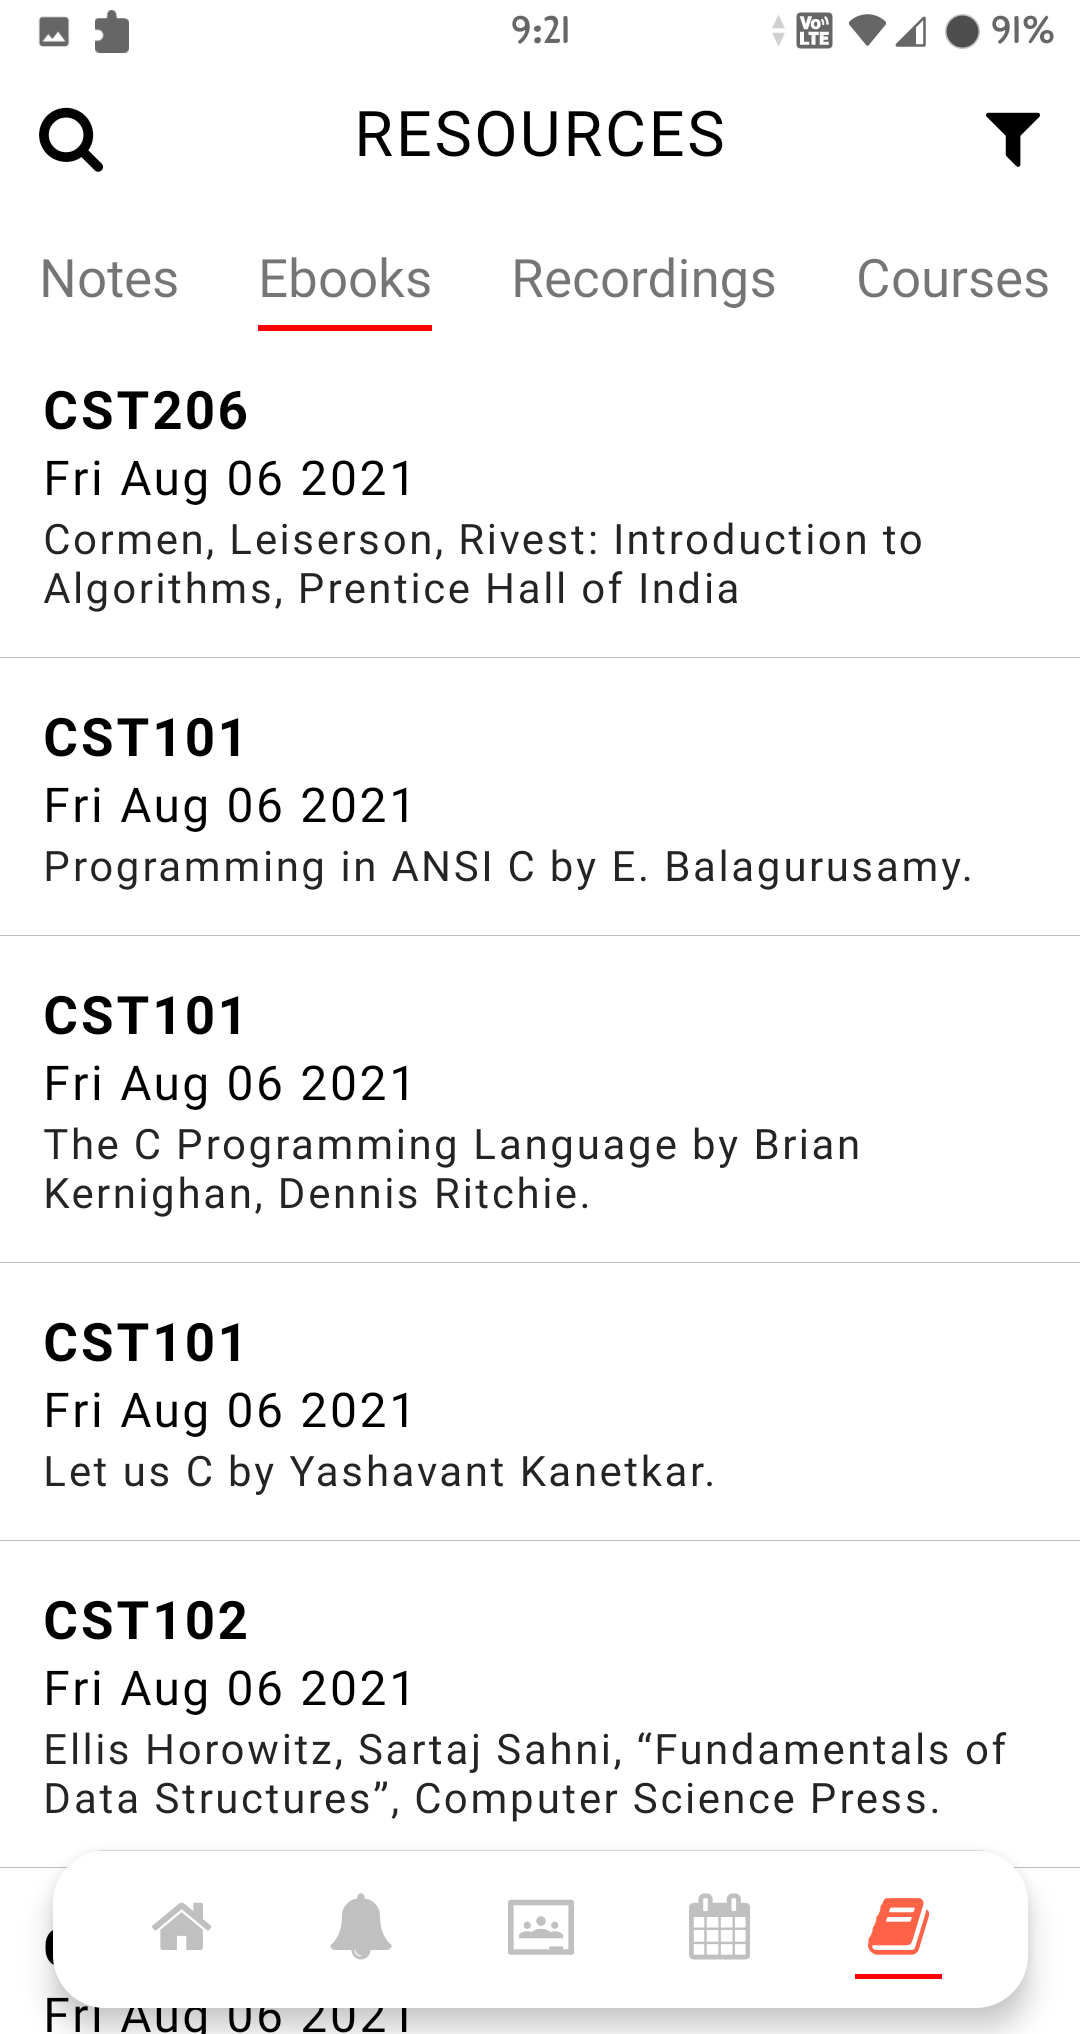 9:21
Vo LTE
91%
RESOURCES
Notes Ebooks Recordings Courses
CST206
Fri Aug 06 2021
Cormen, Leiserson, Rivest: Introduction to
Algorithms, Prentice Hall of India
CST101
Fri Aug 06 2021
Programming in ANSI C by E. Balagurusamy.
CST101
Fri Aug 06 2021
The C Programming Language by Brian
Kernighan, Dennis Ritchie.
CST101
Fri Aug 06 2021
Let us C by Yashavant Kanetkar.
CST102
Fri Aug 06 2021
Ellis Horowitz, Sartaj Sahni, “Fundamentals of
Data Structures”, Computer Science Press.
Fri Aug 06 2021